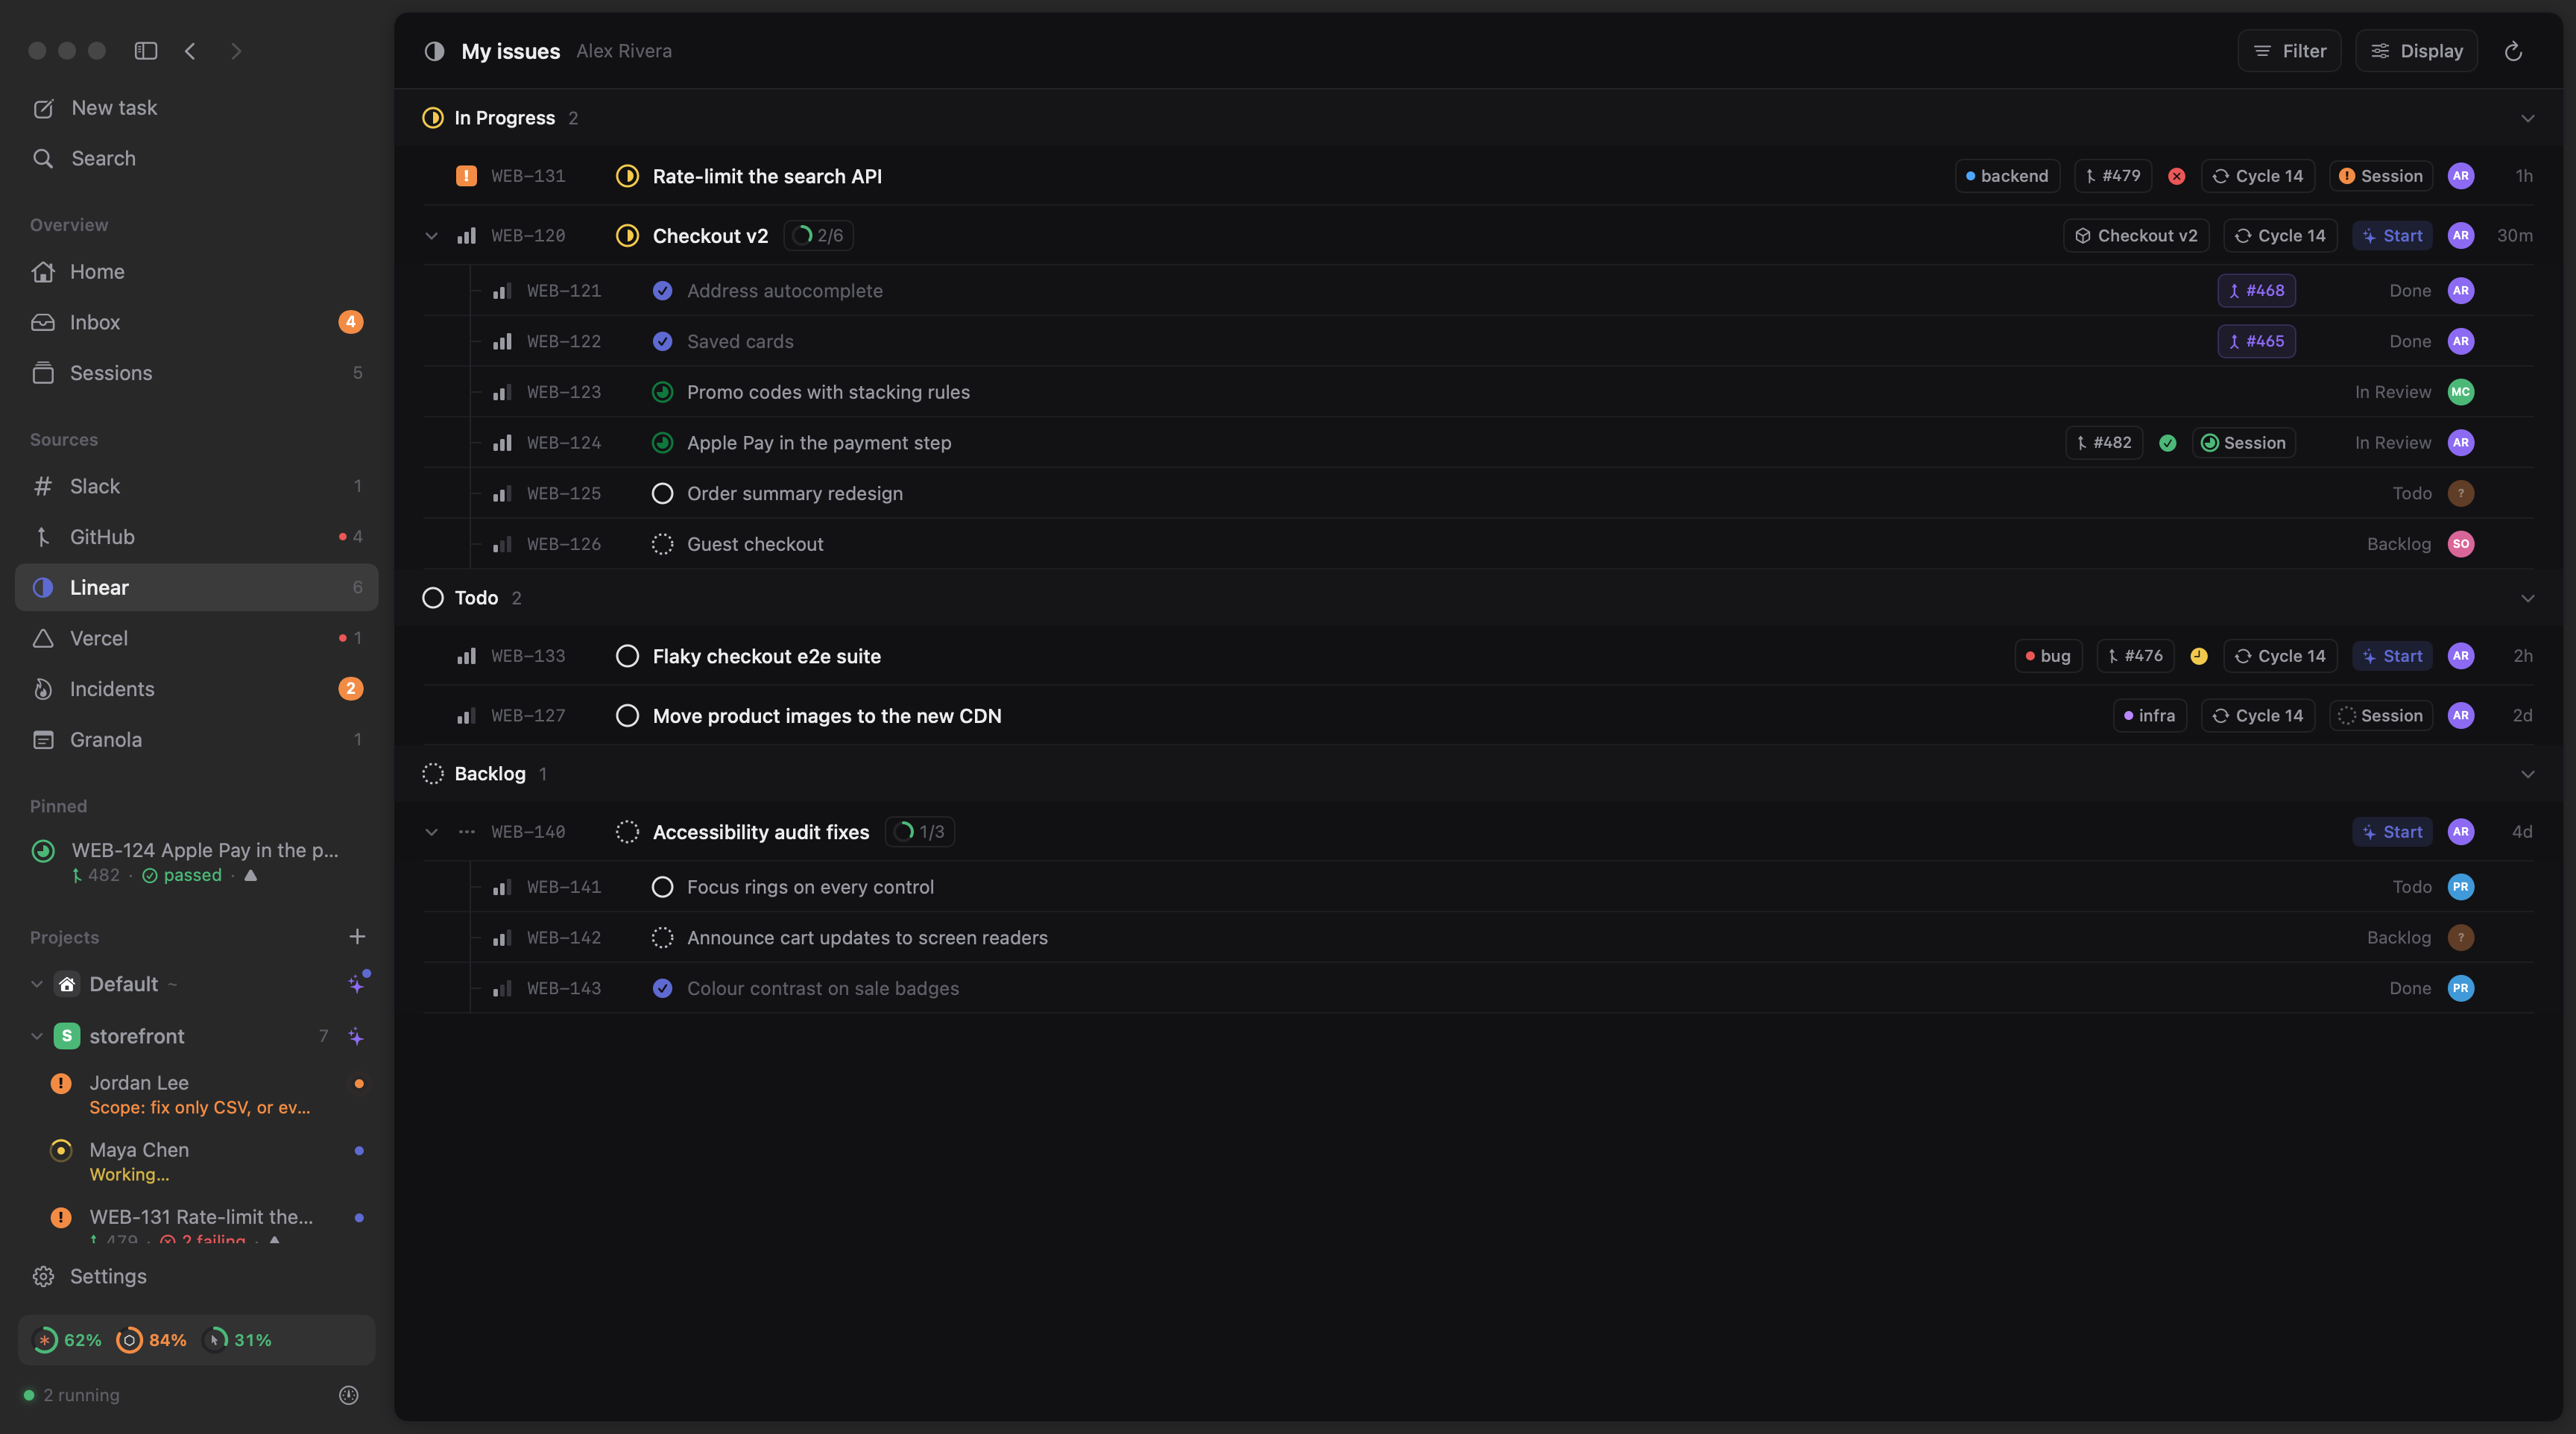 New task
Search
Overview
Home
Inbox 4
Sessions 5
Sources
Slack 1
GitHub 4
Linear 6
Vercel 1
Incidents 2
Granola 1
Pinned
WEB-124 Apple Pay in the p...
482 · passed ·
Projects
Default ~
S storefront 7
Jordan Lee
Scope: fix only CSV, or ev...
Maya Chen
Working...
WEB-131 Rate-limit the...
479 · 2 failing ·
Settings
62% 84% 31%
2 running
My issues Alex Rivera Filter Display
In Progress 2
WEB-131 Rate-limit the search API backend #479 Cycle 14 Session AR 1h
WEB-120 Checkout v2 2/6 Checkout v2 Cycle 14 Start AR 30m
WEB-121 Address autocomplete #468 Done AR
WEB-122 Saved cards #465 Done AR
WEB-123 Promo codes with stacking rules In Review MC
WEB-124 Apple Pay in the payment step #482 Session In Review AR
WEB-125 Order summary redesign Todo ?
WEB-126 Guest checkout Backlog SO
Todo 2
WEB-133 Flaky checkout e2e suite bug #476 Cycle 14 Start AR 2h
WEB-127 Move product images to the new CDN infra Cycle 14 Session AR 2d
Backlog 1
WEB-140 Accessibility audit fixes 1/3 Start AR 4d
WEB-141 Focus rings on every control Todo PR
WEB-142 Announce cart updates to screen readers Backlog ?
WEB-143 Colour contrast on sale badges Done PR